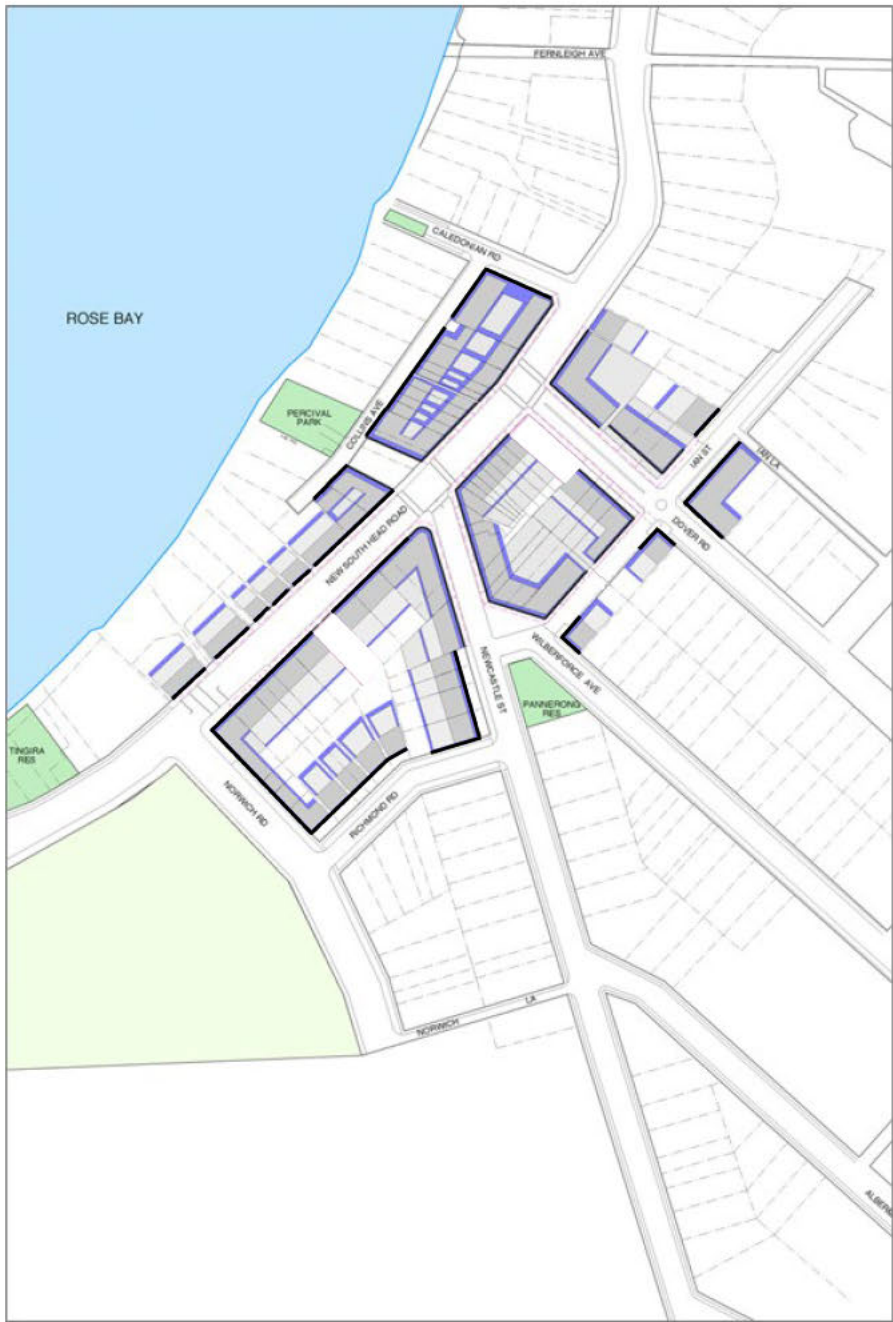 FERNLEIGH AVE
CALEDONIAN RD
ROSE BAY
PERCIVAL
PARK
COLLINS AVE
IAN ST
IAN LA
NEW SOUTH HEAD ROAD
DOVER RD
WILBERFORCE AVE
NEWCASTLE ST
PANNERONG
RES
TINGIRA
RES
NORWICH RD
RICHMOND RD
NORWICH
LA